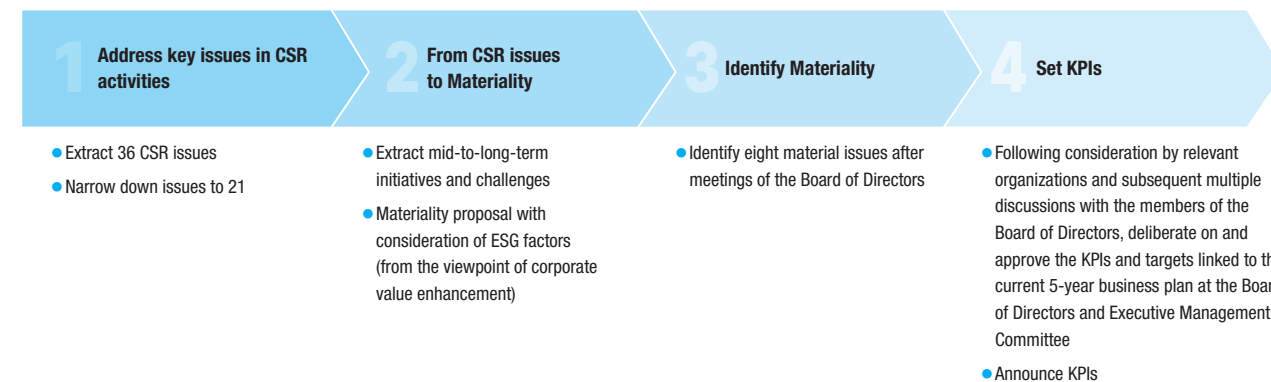 1
Address key issues in CSR
activities
● Extract 36 CSR issues
● Narrow down issues to 21
2
From CSR issues
to Materiality
● Extract mid-to-long-term
initiatives and challenges
● Materiality proposal with
consideration of ESG factors
(from the viewpoint of corporate
value enhancement)
3
Identify Materiality
● Identify eight material issues after
meetings of the Board of Directors
4
Set KPIs
● Following consideration by relevant
organizations and subsequent multiple
discussions with the members of the
Board of Directors, deliberate on and
approve the KPIs and targets linked to
current 5-year business plan at the
of Directors and Executive Management
Committee
● Announce KPIs